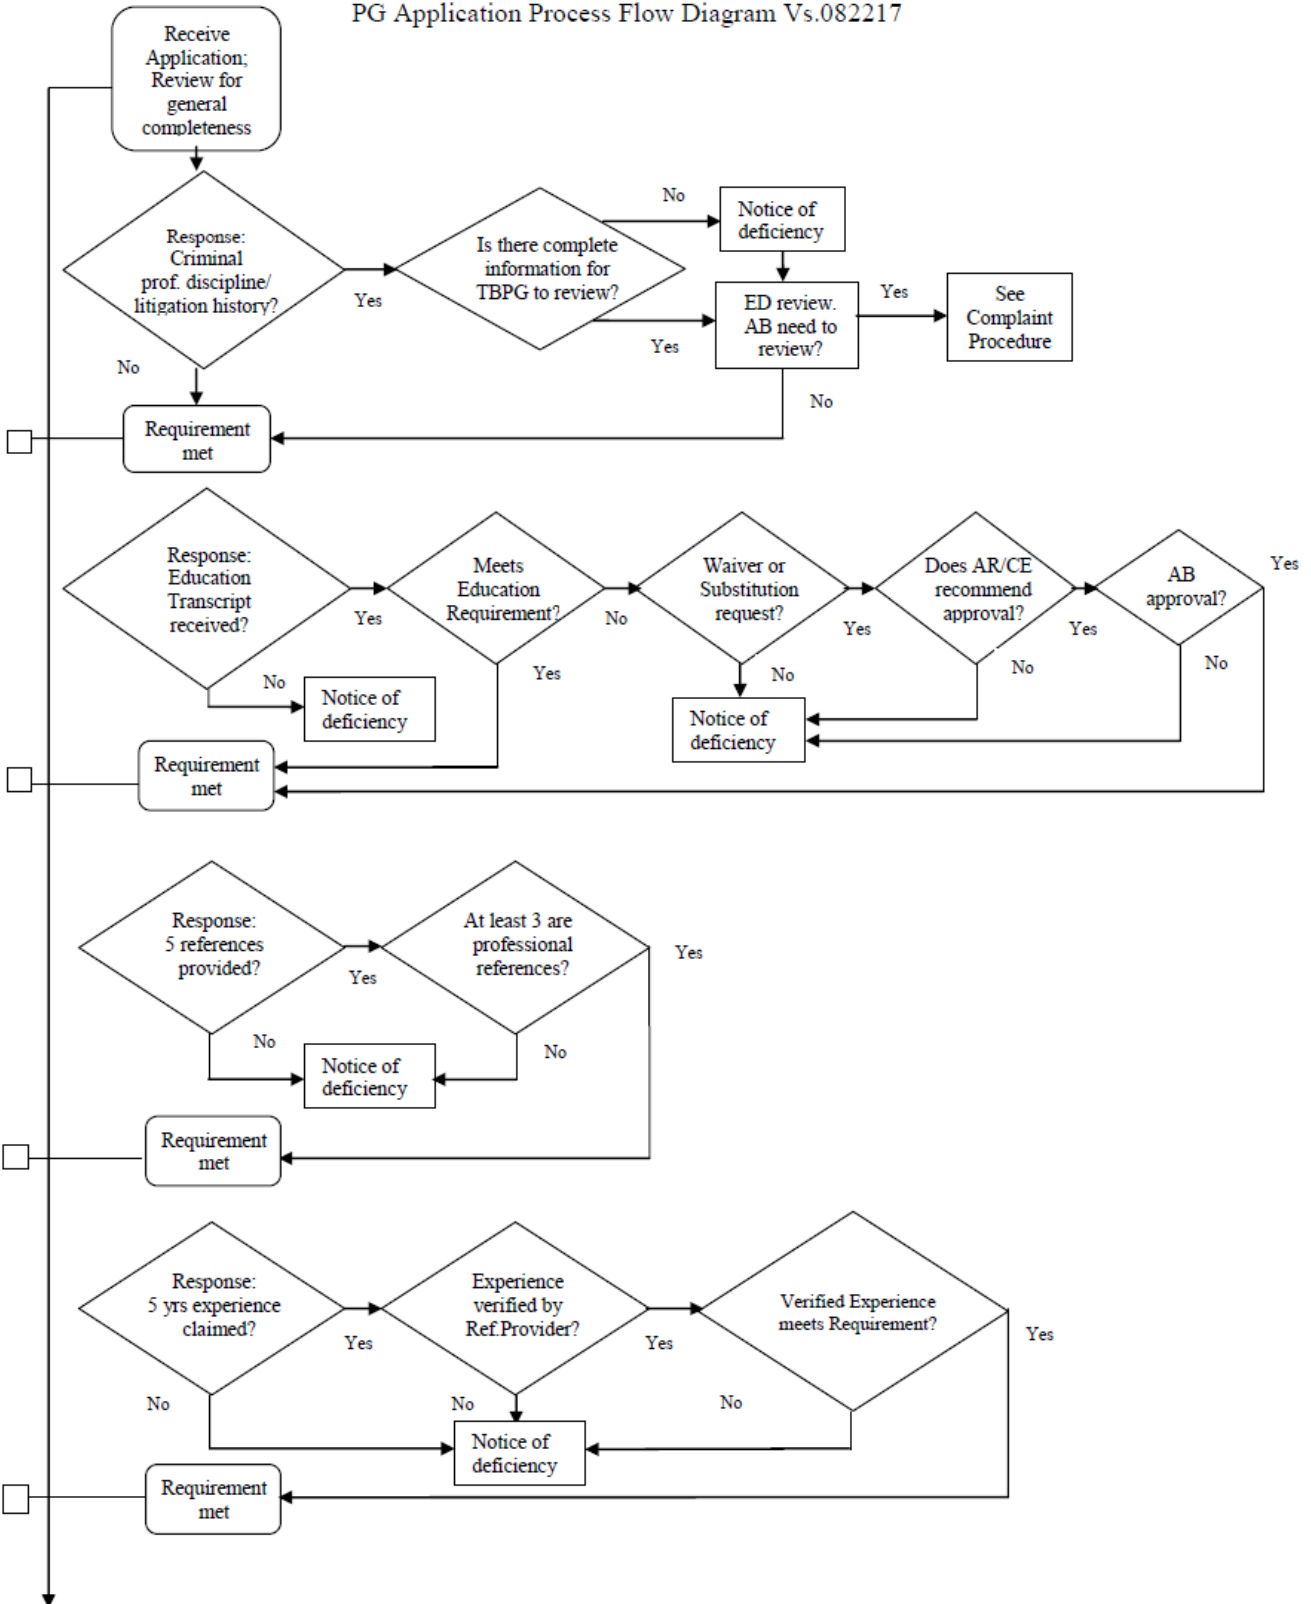 PG Application Process Flow Diagram Vs.082217
Receive
Application;
Review for
general
completeness
Response:
Criminal
prof. discipline/
litigation history?
Yes
No
Is there complete
information for
TBPG to review?
No
Yes
Notice of
deficiency
ED review.
AB need to
review?
Yes
No
See
Complaint
Procedure
Requirement
met
Response:
Education
Transcript
received?
Yes
No
Notice of
deficiency
Meets
Education
Requirement?
No
Yes
Waiver or
Substitution
request?
Yes
No
Notice of
deficiency
Does AR/CE
recommend
approval?
Yes
No
AB
approval?
Yes
No
Requirement
met
Response:
5 references
provided?
Yes
No
At least 3 are
professional
references?
Yes
No
Notice of
deficiency
Requirement
met
Response:
5 yrs experience
claimed?
Yes
No
Experience
verified by
Ref.Provider?
Yes
No
Verified Experience
meets Requirement?
Yes
No
Notice of
deficiency
Requirement
met